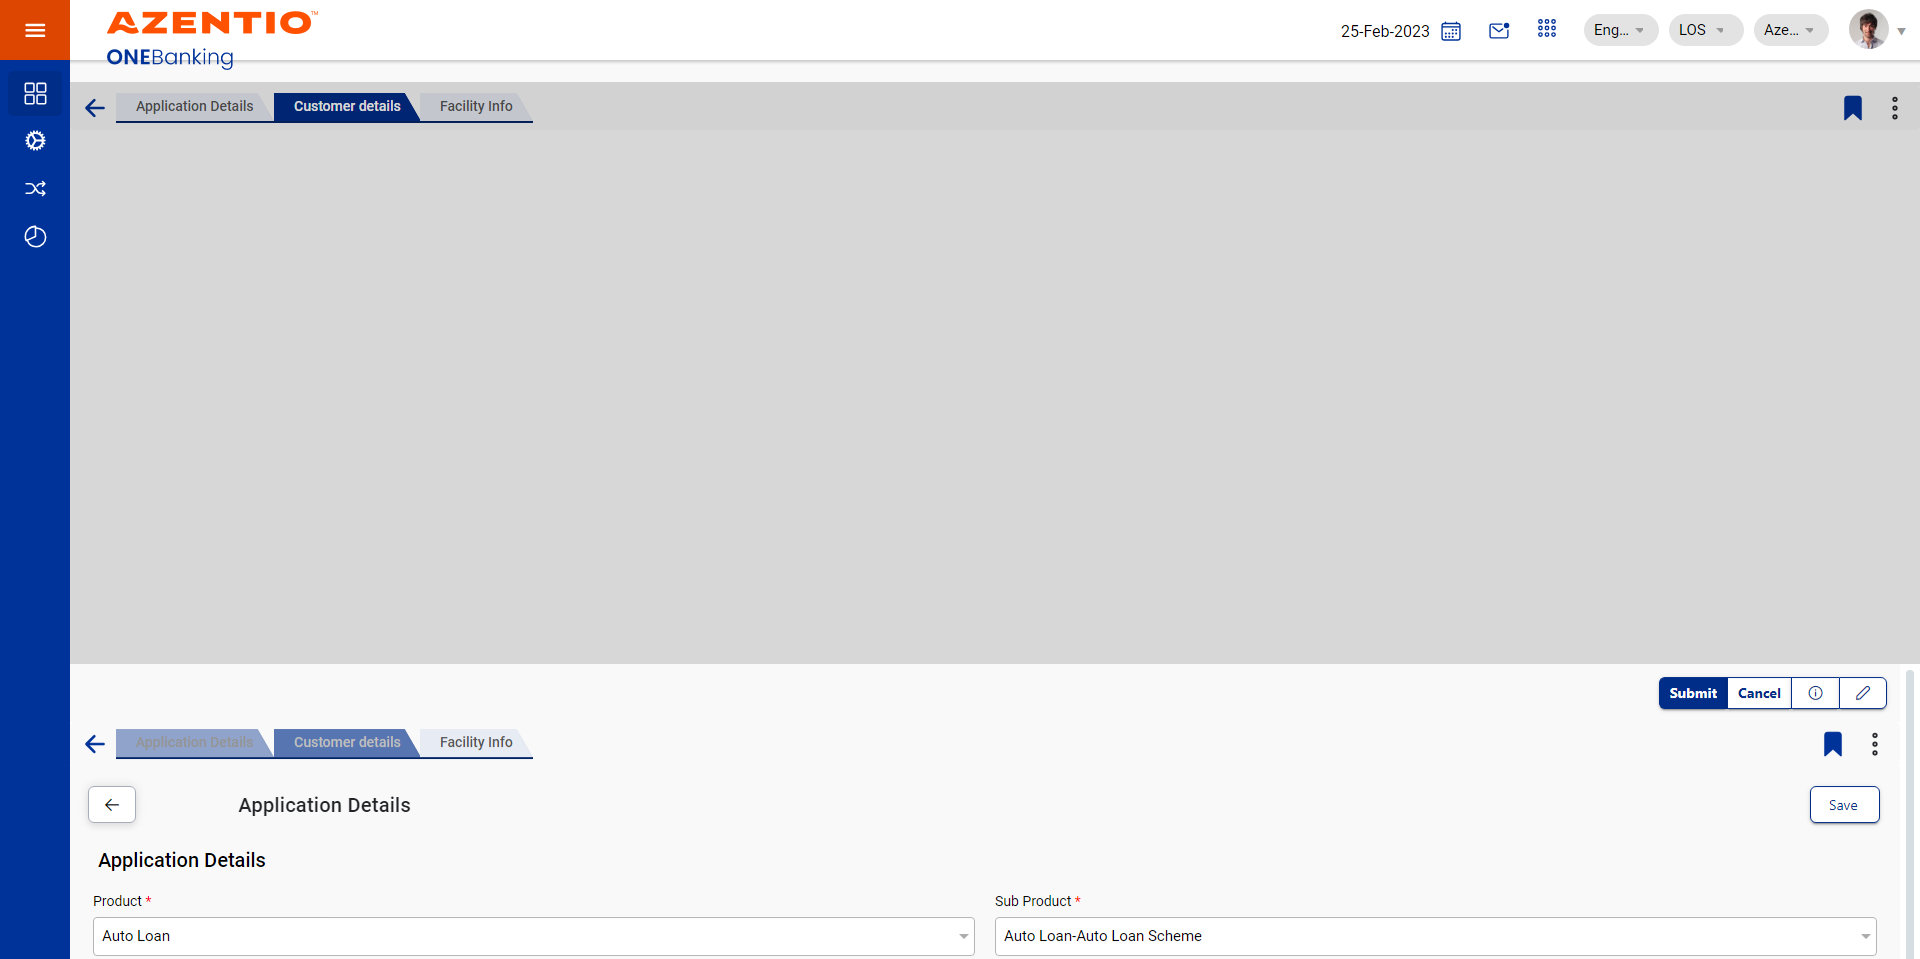 AZENTIO™
ONEBanking
25-Feb-2023
Eng...
LOS
Aze...
Application Details
Customer details
Facility Info
Submit
Cancel
Application Details
Customer details
Facility Info
Application Details
Save
Application Details
Product *
Sub Product *
Auto Loan
Auto Loan-Auto Loan Scheme